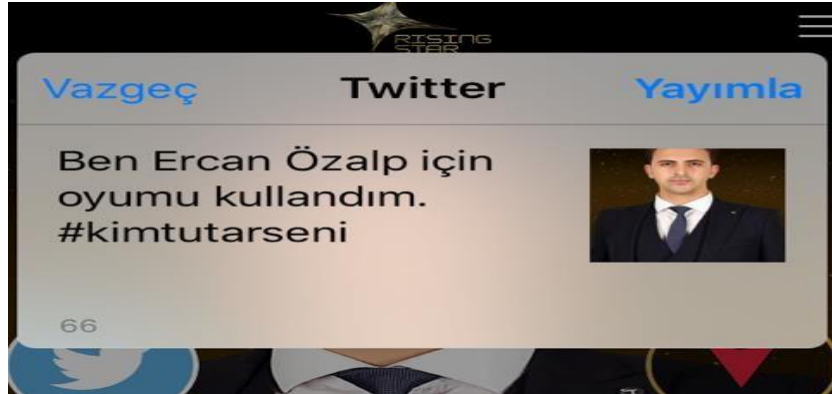 RISING
STAR
Vazgeç Twitter Yayımla
Ben Ercan Özalp için
oyumu kullandım.
#kimtutarseni
66